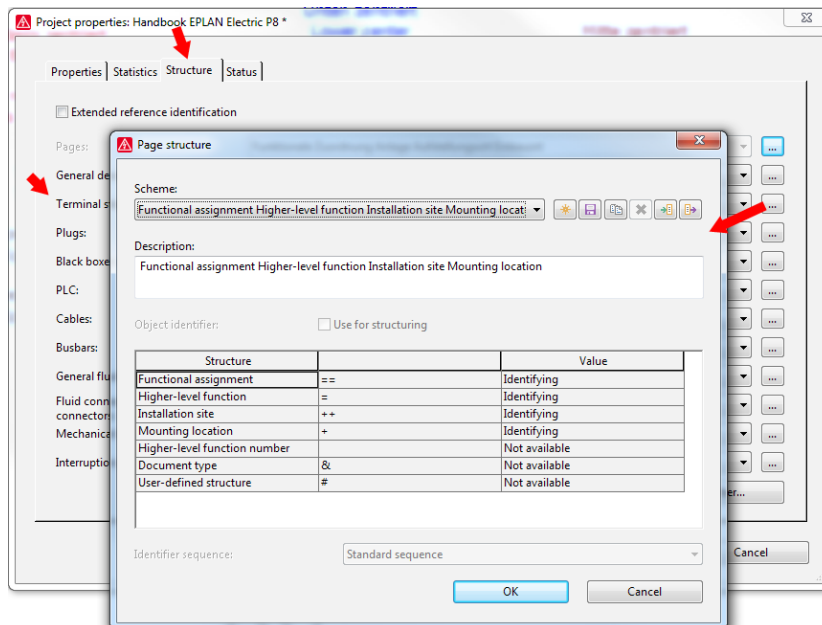 Lower center
Project properties: Handbook EPLAN Electric P8 *
Properties
Statistics
Structure
Status
Extended reference identification
Pages:
...
General de
...
Terminal s
...
Plugs:
...
Black boxe
...
PLC:
...
Cables:
...
Busbars:
...
General flu
...
Fluid conn
connector
...
Mechanica
...
Interruptio
...
er...
Cancel
Page structure
Scheme:
Functional assignment Higher-level function Installation site Mounting locat
Description:
Functional assignment Higher-level function Installation site Mounting location
Object identifier:
Use for structuring
Structure Value
Functional assignment == Identifying
Higher-level function = Identifying
Installation site ++ Identifying
Mounting location + Identifying
Higher-level function number Not available
Document type & Not available
User-defined structure # Not available
Identifier sequence:
Standard sequence
OK
Cancel